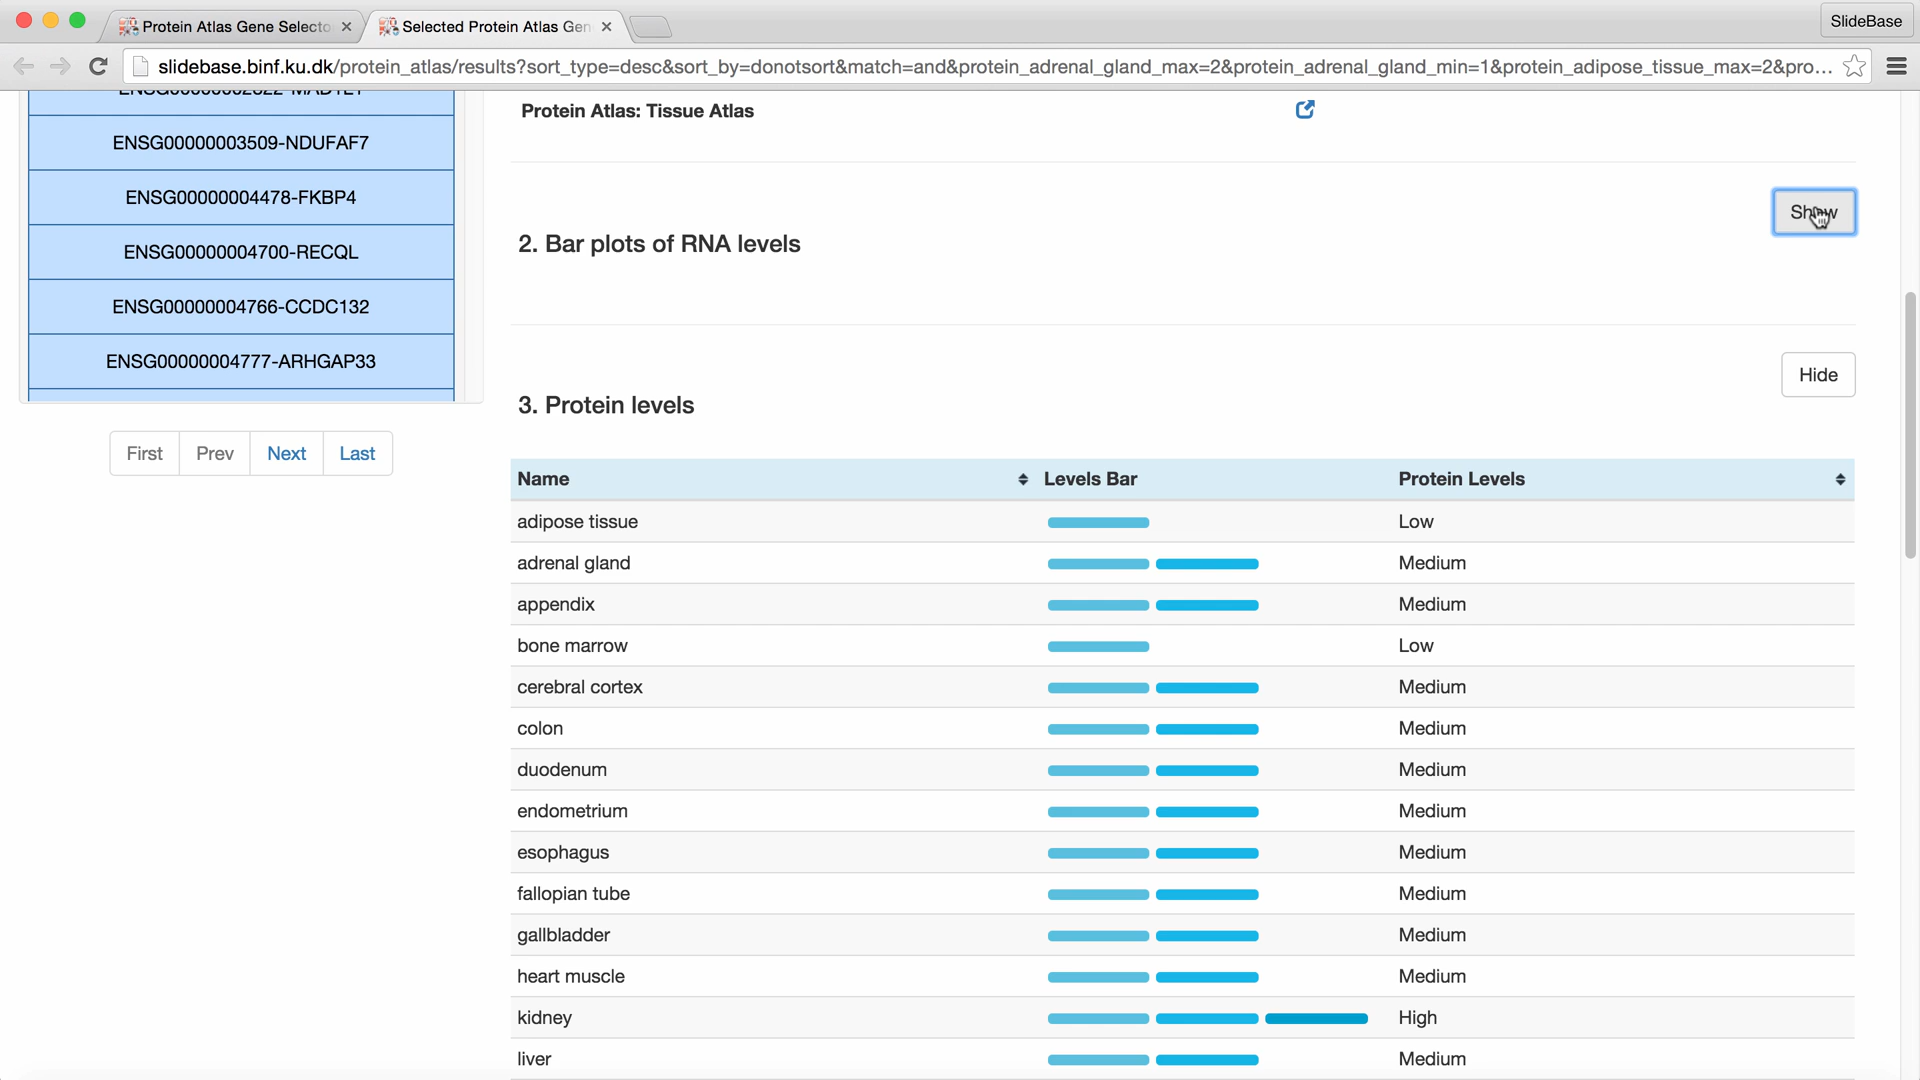 Protein Atlas Gene Selecto
Selected Protein Atlas Gen
SlideBase
slidebase.binf.ku.dk/protein_atlas/results?sort_type=desc&sort_by=donotsort&match=and&protein_adrenal_gland_max=2&protein_adrenal_gland_min=1&protein_adipose_tissue_max=2&pro...
ENSG00000003509-NDUFAF7
ENSG00000004478-FKBP4
ENSG00000004700-RECQL
ENSG00000004766-CCDC132
ENSG00000004777-ARHGAP33
First Prev Next Last
Protein Atlas: Tissue Atlas
Show
2. Bar plots of RNA levels
Hide
3. Protein levels
Name Levels Bar Protein Levels
adipose tissue Low
adrenal gland Medium
appendix Medium
bone marrow Low
cerebral cortex Medium
colon Medium
duodenum Medium
endometrium Medium
esophagus Medium
fallopian tube Medium
gallbladder Medium
heart muscle Medium
kidney High
liver Medium